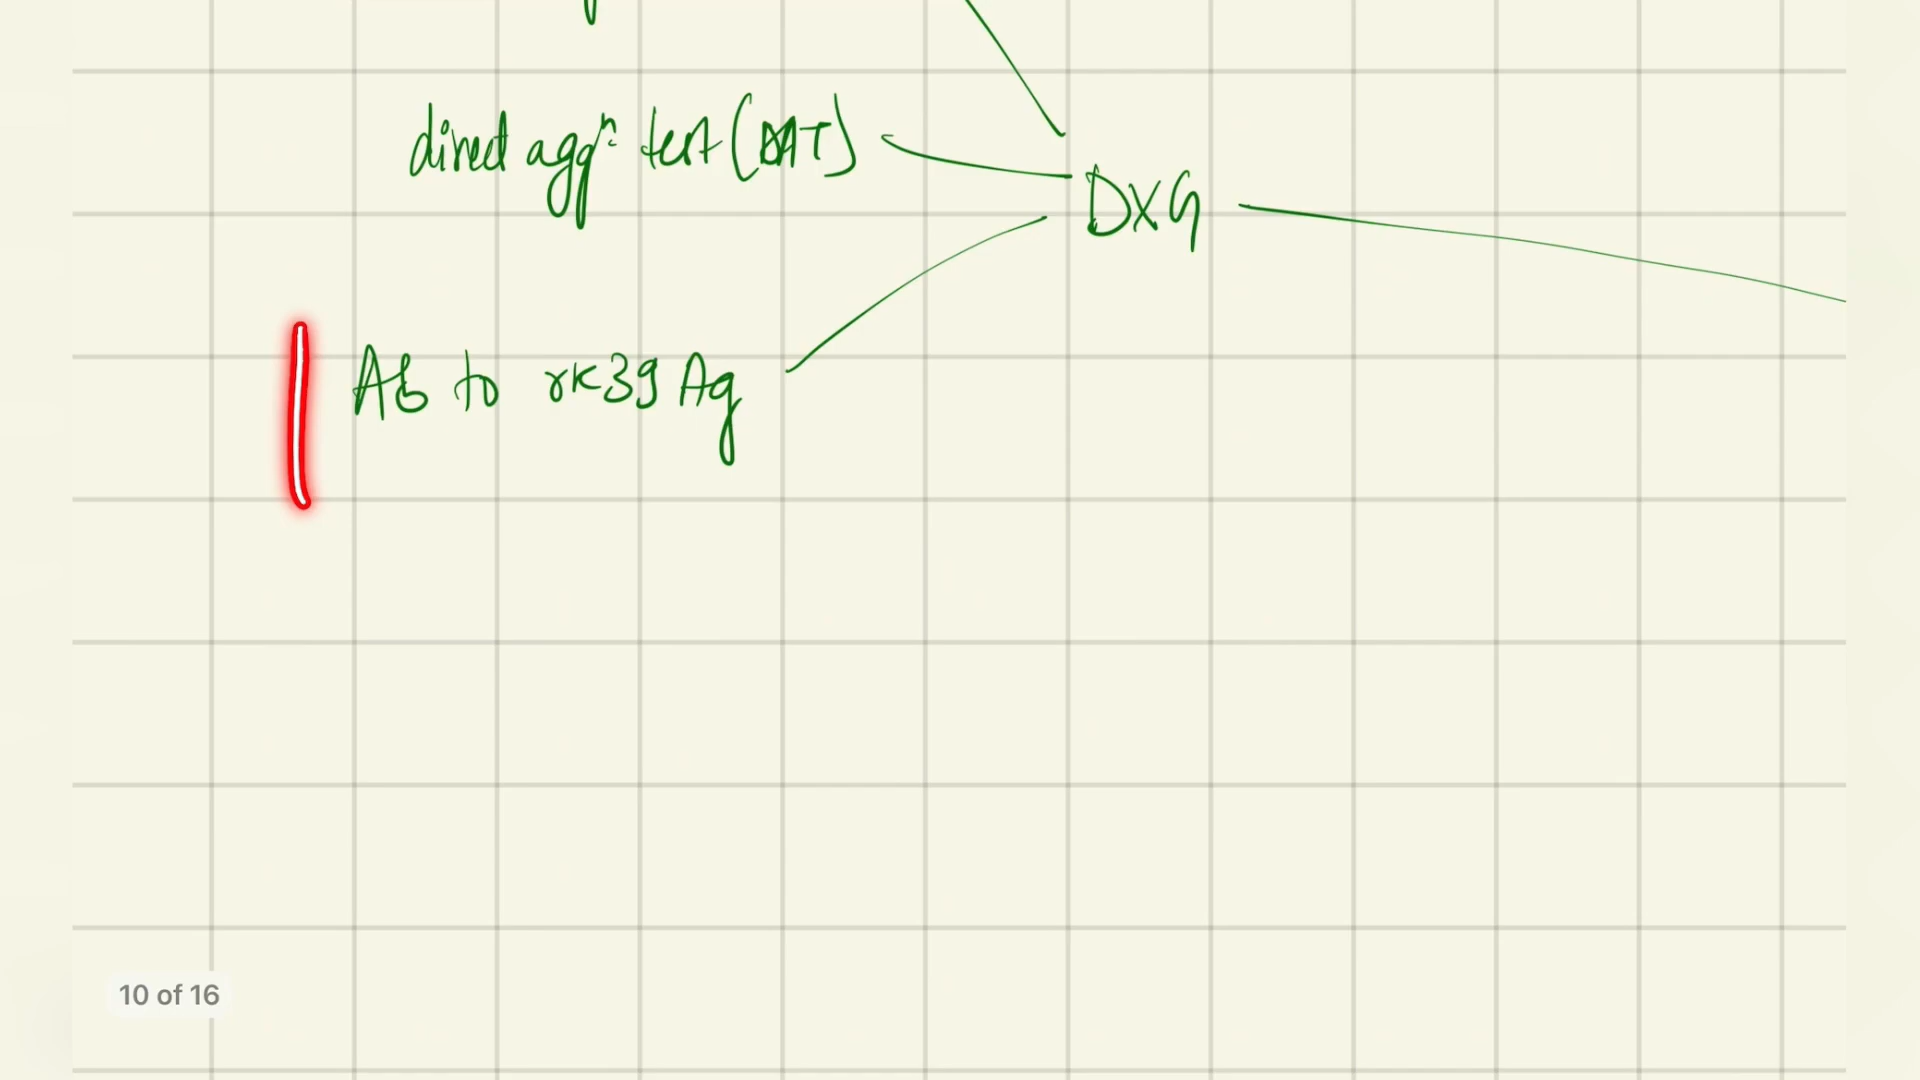 direct aggⁿ test (DAT)
DXG
Ab to rK39 Ag
10 of 16